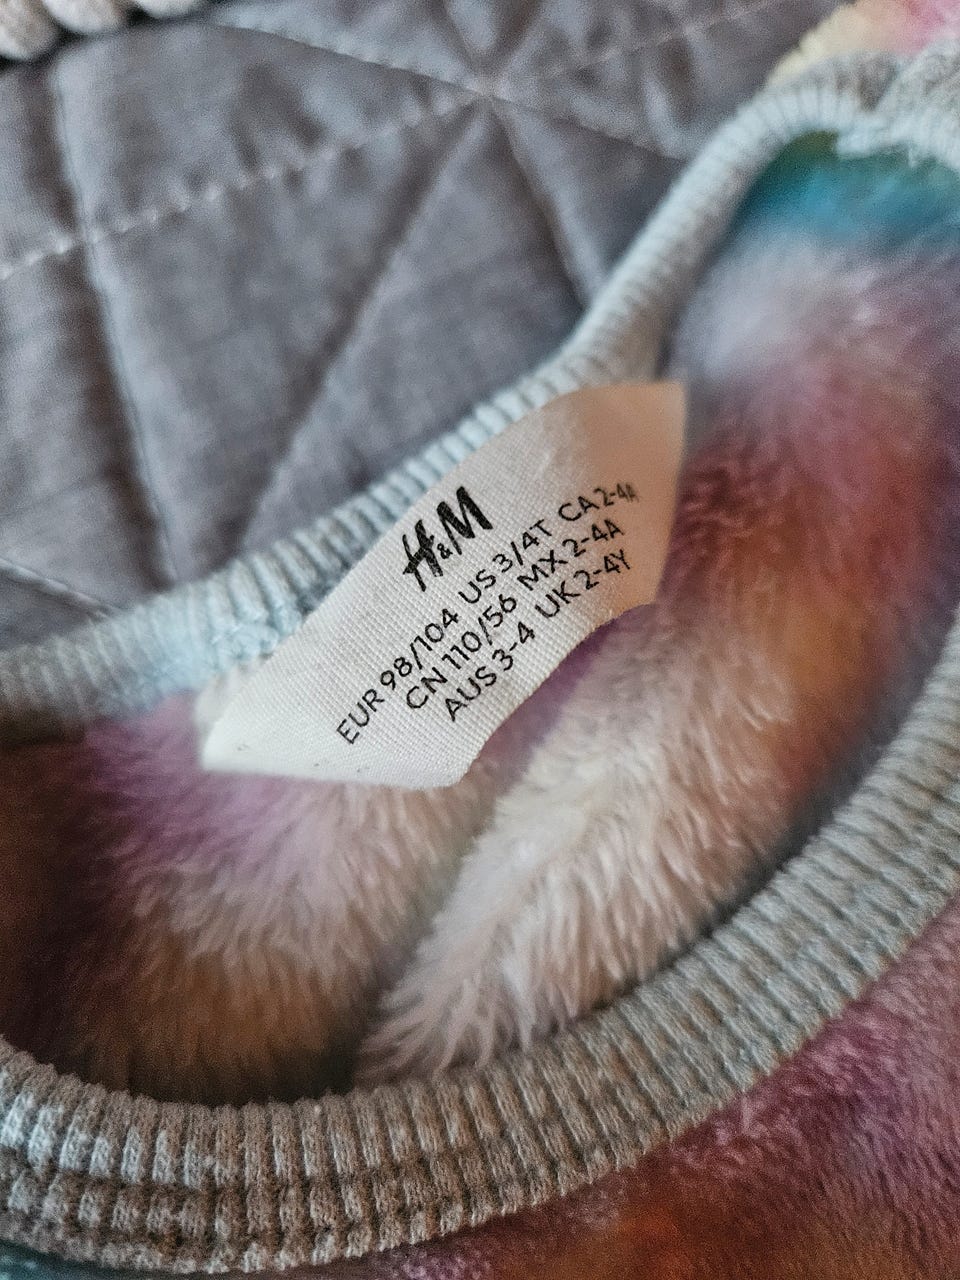 H&M
EUR 98/104 US 3/4T CA 2-4A
CN 110/56 MX 2-4A
AUS 3-4 UK 2-4Y